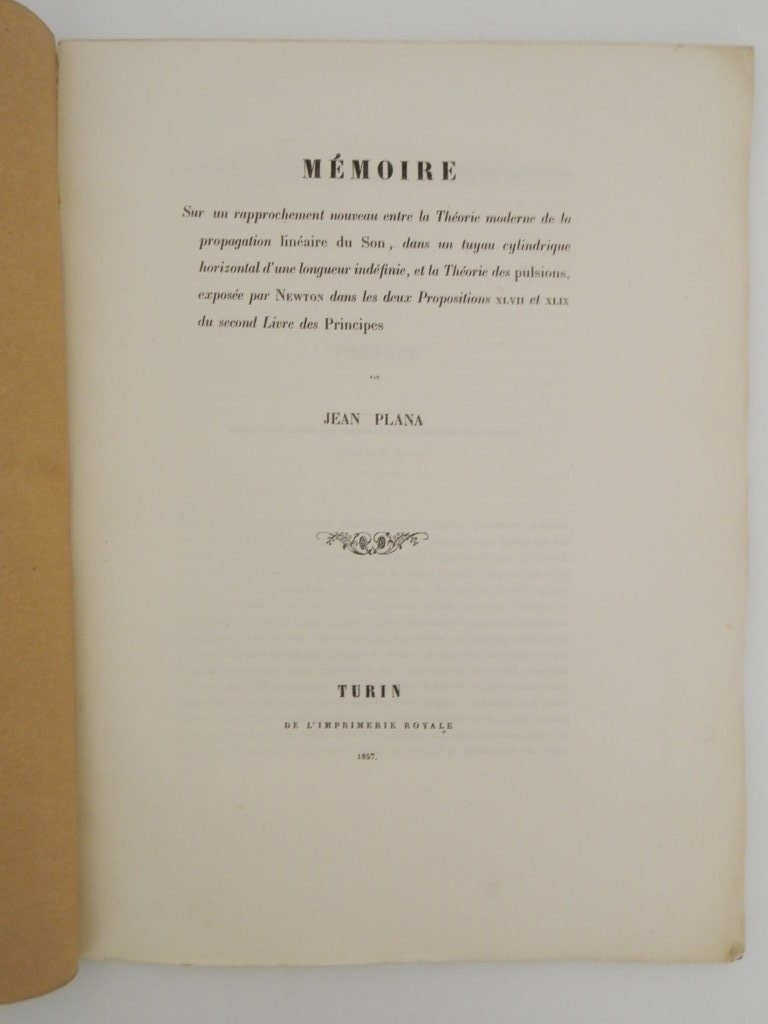 MÉMOIRE
Sur un rapprochement nouveau entre la Théorie moderne de la
propagation linéaire du Son, dans un tuyau cylindrique
horizontal d'une longueur indéfinie, et la Théorie des pulsions,
exposée par NEWTON dans les deux Propositions XLVII et XLIX
du second Livre des Principes
PAR
JEAN PLANA
TURIN
DE L'IMPRIMERIE ROYALE
1857.